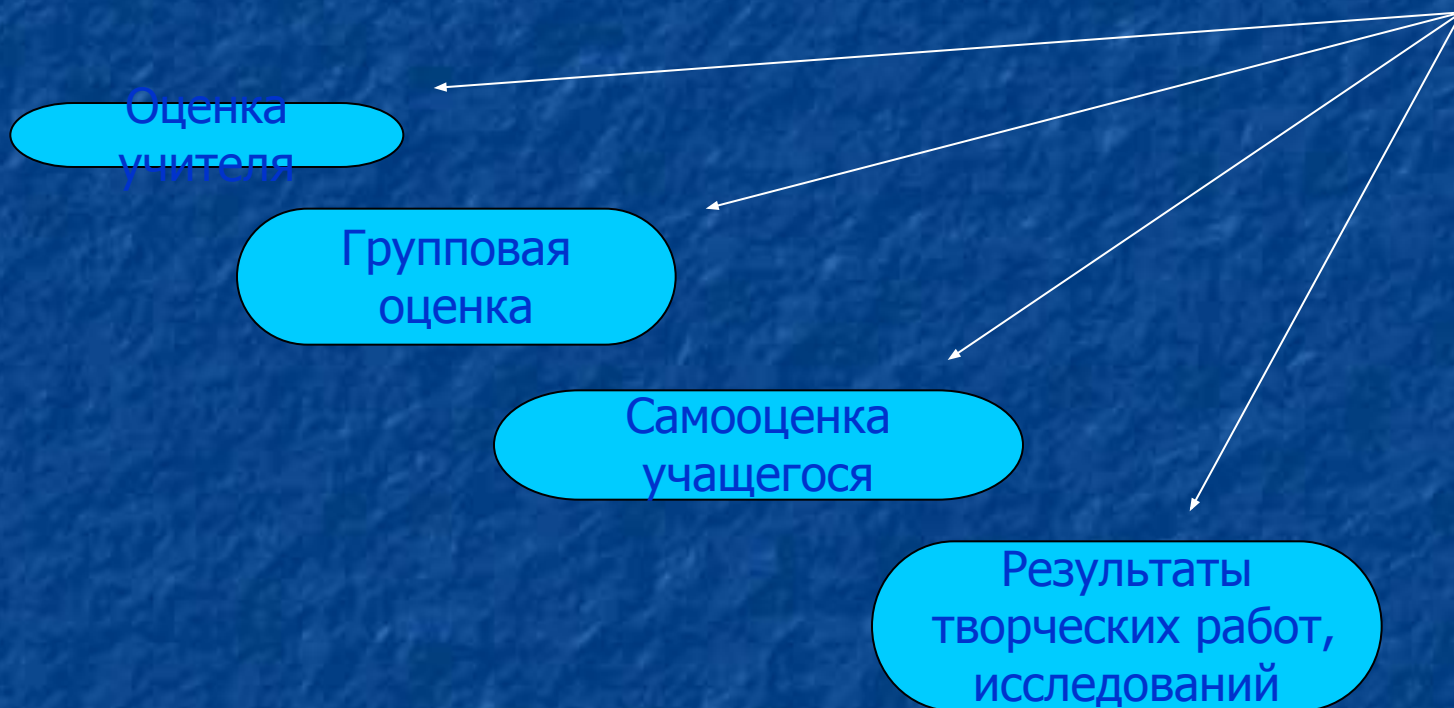 Оценка
учителя
Групповая
оценка
Самооценка
учащегося
Результаты
творческих работ,
исследований